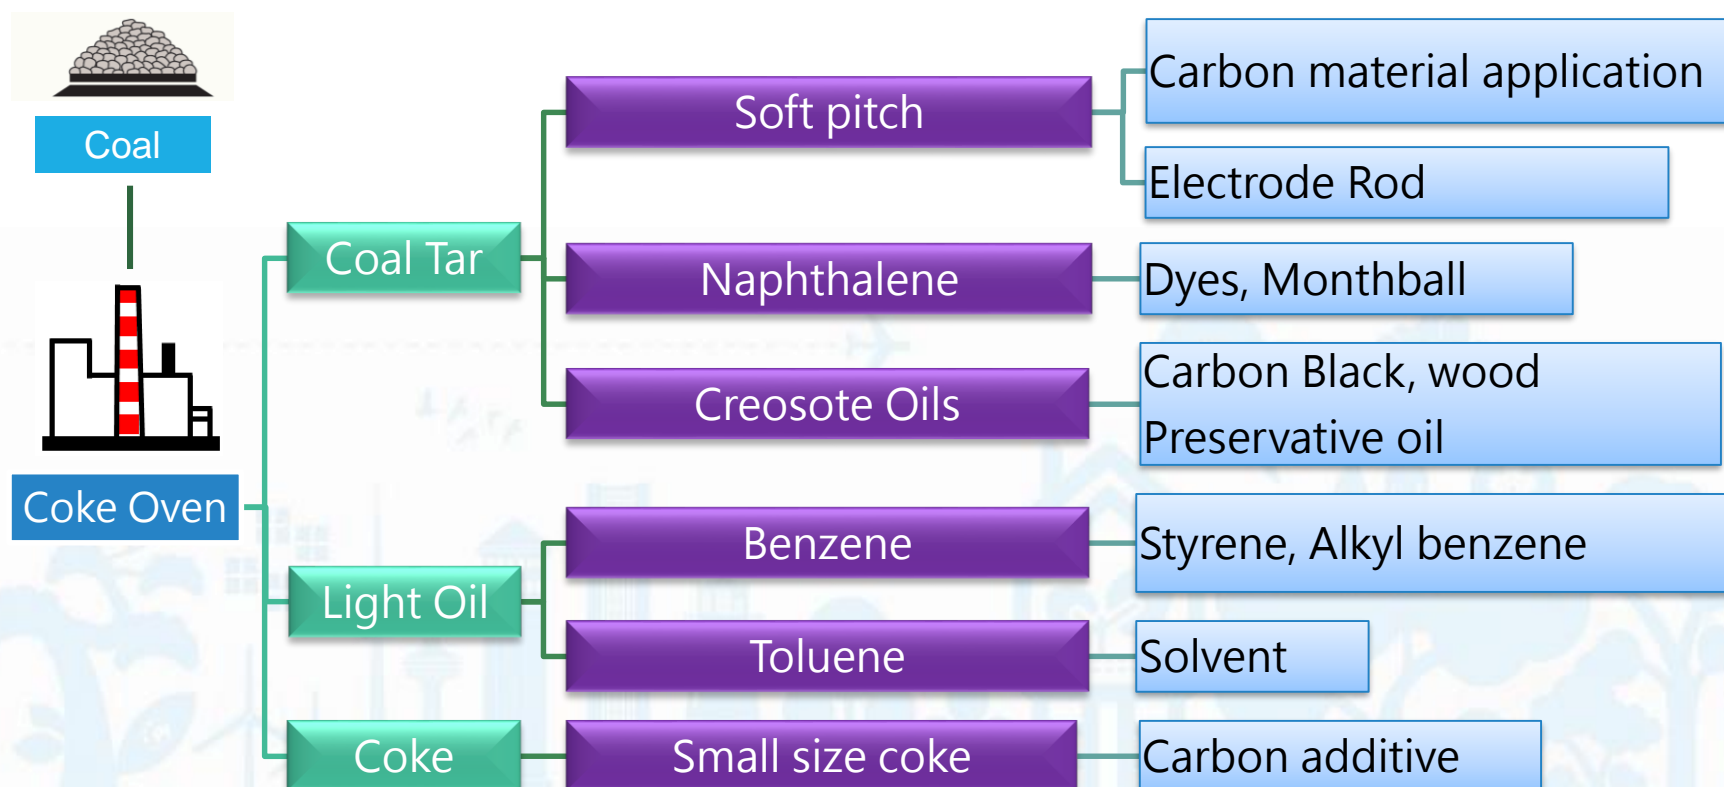 Coal
Coke Oven
Coal Tar
Light Oil
Coke
Soft pitch
Naphthalene
Creosote Oils
Benzene
Toluene
Small size coke
Carbon material application
Electrode Rod
Dyes, Monthball
Carbon Black, wood
Preservative oil
Styrene, Alkyl benzene
Solvent
Carbon additive